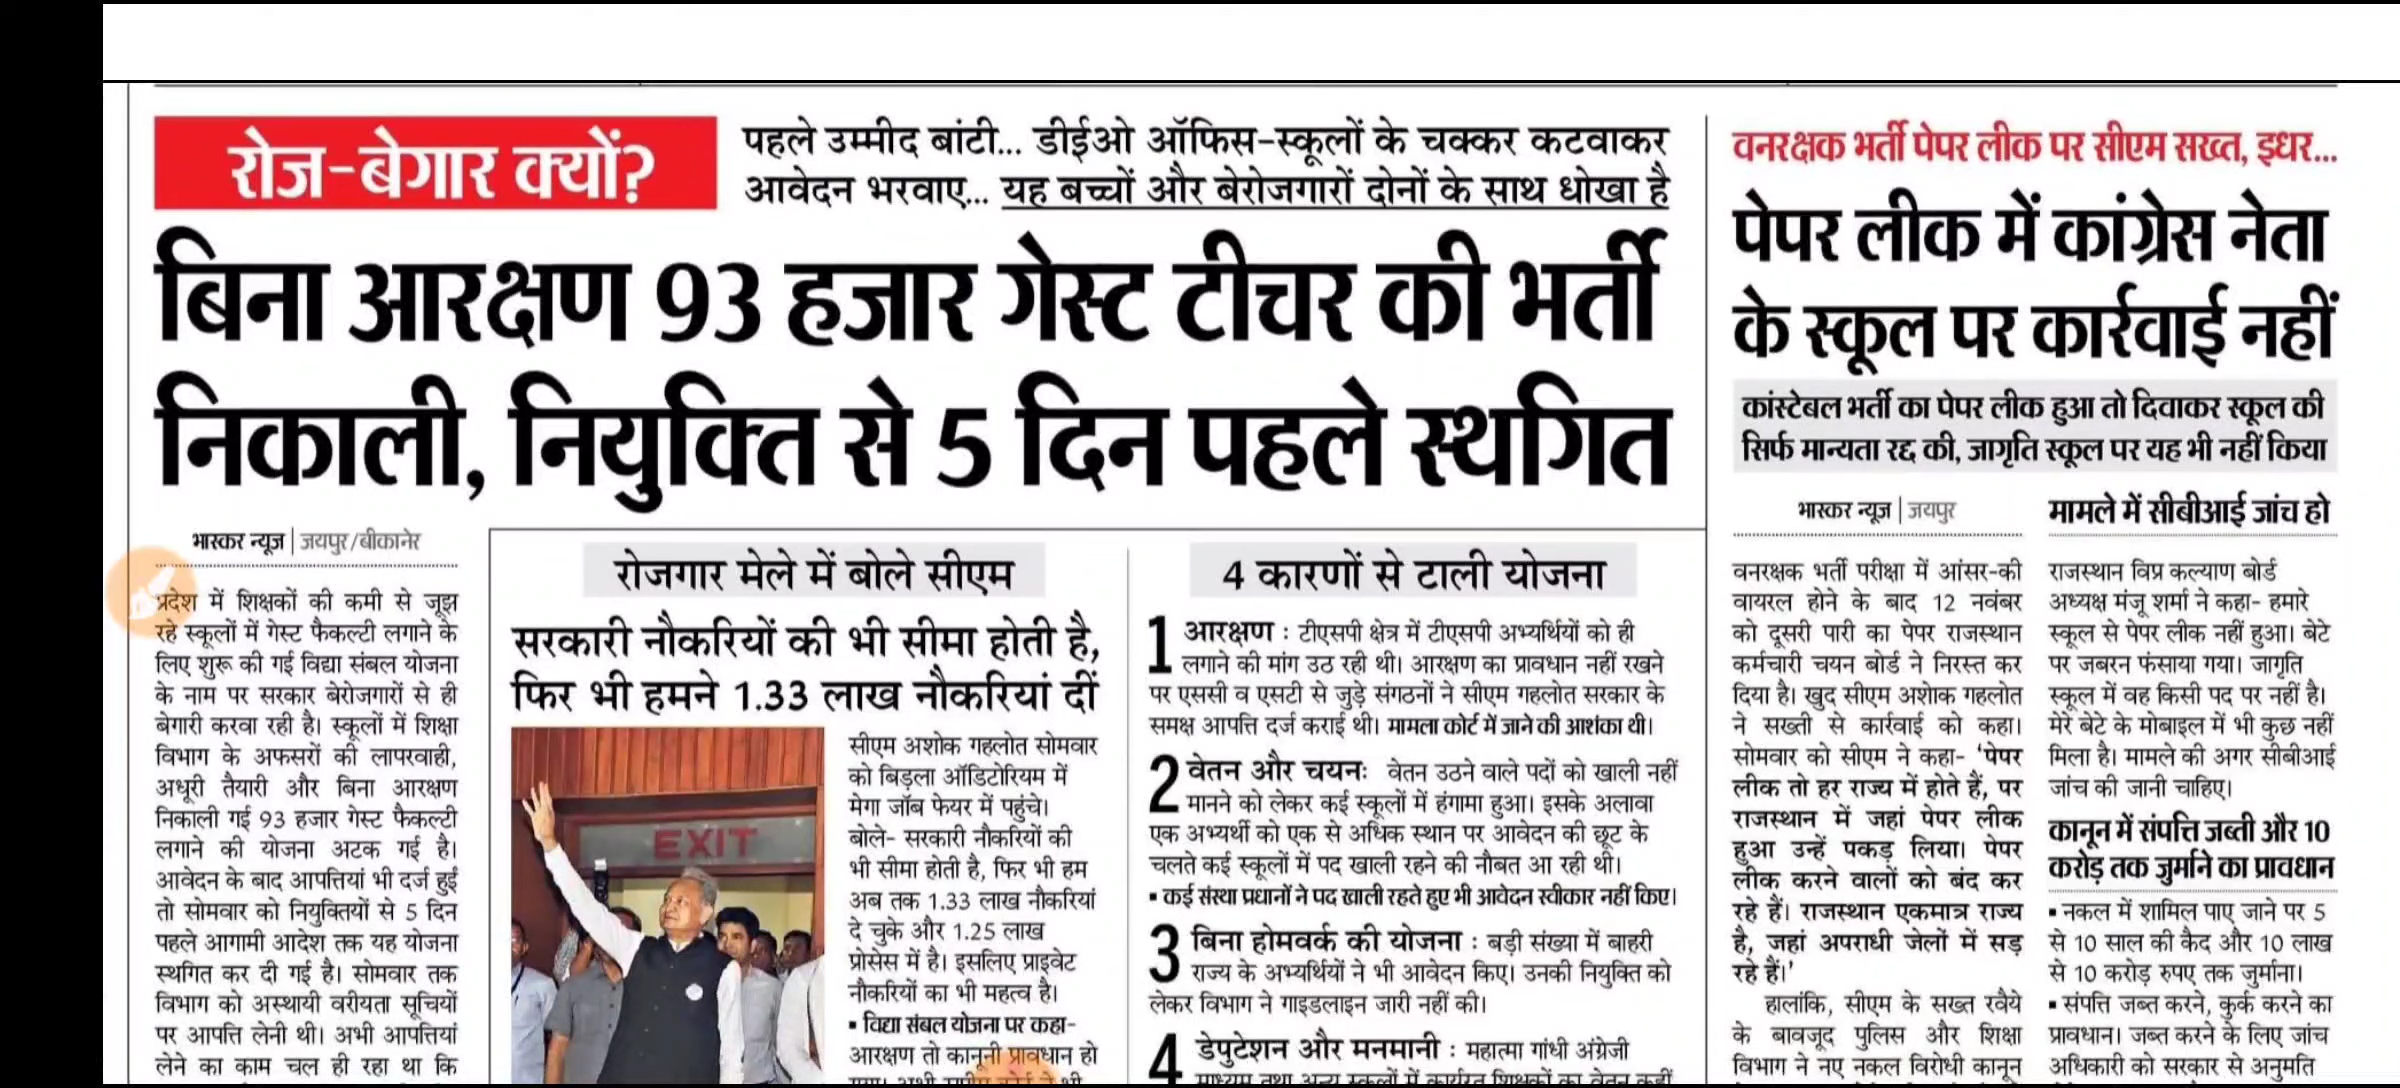 रोज-बेगार क्यों?
पहले उम्मीद बांटी... डीईओ ऑफिस-स्कूलों के चक्कर कटवाकर
आवेदन भरवाए... यह बच्चों और बेरोजगारों दोनों के साथ धोखा है
बिना आरक्षण 93 हजार गेस्ट टीचर की भर्ती
निकाली, नियुक्ति से 5 दिन पहले स्थगित
भास्कर न्यूज | जयपुर/बीकानेर
प्रदेश में शिक्षकों की कमी से जूझ
रहे स्कूलों में गेस्ट फैकल्टी लगाने के
लिए शुरू की गई विद्या संबल योजना
के नाम पर सरकार बेरोजगारों से ही
बेगारी करवा रही है। स्कूलों में शिक्षा
विभाग के अफसरों की लापरवाही,
अधूरी तैयारी और बिना आरक्षण
निकाली गई 93 हजार गेस्ट फैकल्टी
लगाने की योजना अटक गई है।
आवेदन के बाद आपत्तियां भी दर्ज हुईं
तो सोमवार को नियुक्तियों से 5 दिन
पहले आगामी आदेश तक यह योजना
स्थगित कर दी गई है। सोमवार तक
विभाग को अस्थायी वरीयता सूचियों
पर आपत्ति लेनी थी। अभी आपत्तियां
लेने का काम चल ही रहा था कि
रोजगार मेले में बोले सीएम
सरकारी नौकरियों की भी सीमा होती है,
फिर भी हमने 1.33 लाख नौकरियां दीं
EXIT
सीएम अशोक गहलोत सोमवार
को बिड़ला ऑडिटोरियम में
मेगा जॉब फेयर में पहुंचे।
बोले- सरकारी नौकरियों की
भी सीमा होती है, फिर भी हम
अब तक 1.33 लाख नौकरियां
दे चुके और 1.25 लाख
प्रोसेस में है। इसलिए प्राइवेट
नौकरियों का भी महत्व है।
▪ विद्या संबल योजना पर कहा-
आरक्षण तो कानूनी प्रावधान हो
4 कारणों से टाली योजना
1 आरक्षण : टीएसपी क्षेत्र में टीएसपी अभ्यर्थियों को ही
लगाने की मांग उठ रही थी। आरक्षण का प्रावधान नहीं रखने
पर एससी व एसटी से जुड़े संगठनों ने सीएम गहलोत सरकार के
समक्ष आपत्ति दर्ज कराई थी। मामला कोर्ट में जाने की आशंका थी।
2 वेतन और चयनः वेतन उठने वाले पदों को खाली नहीं
मानने को लेकर कई स्कूलों में हंगामा हुआ। इसके अलावा
एक अभ्यर्थी को एक से अधिक स्थान पर आवेदन की छूट के
चलते कई स्कूलों में पद खाली रहने की नौबत आ रही थी।
▪ कई संस्था प्रधानों ने पद खाली रहते हुए भी आवेदन स्वीकार नहीं किए।
3 बिना होमवर्क की योजना : बड़ी संख्या में बाहरी
राज्य के अभ्यर्थियों ने भी आवेदन किए। उनकी नियुक्ति को
लेकर विभाग ने गाइडलाइन जारी नहीं की।
4 डेपुटेशन और मनमानी : महात्मा गांधी अंग्रेजी
माध्यम तथा अन्य स्कूलों में कार्यरत शिक्षकों का वेतन कहीं
वनरक्षक भर्ती पेपर लीक पर सीएम सख्त, इधर...
पेपर लीक में कांग्रेस नेता
के स्कूल पर कार्रवाई नहीं
कांस्टेबल भर्ती का पेपर लीक हुआ तो दिवाकर स्कूल की
सिर्फ मान्यता रद्द की, जागृति स्कूल पर यह भी नहीं किया
भास्कर न्यूज | जयपुर
वनरक्षक भर्ती परीक्षा में आंसर-की
वायरल होने के बाद 12 नवंबर
को दूसरी पारी का पेपर राजस्थान
कर्मचारी चयन बोर्ड ने निरस्त कर
दिया है। खुद सीएम अशोक गहलोत
ने सख्ती से कार्रवाई को कहा।
सोमवार को सीएम ने कहा- 'पेपर
लीक तो हर राज्य में होते हैं, पर
राजस्थान में जहां पेपर लीक
हुआ उन्हें पकड़ लिया। पेपर
लीक करने वालों को बंद कर
रहे हैं। राजस्थान एकमात्र राज्य
है, जहां अपराधी जेलों में सड़
रहे हैं।'
हालांकि, सीएम के सख्त रवैये
के बावजूद पुलिस और शिक्षा
विभाग ने नए नकल विरोधी कानून
मामले में सीबीआई जांच हो
राजस्थान विप्र कल्याण बोर्ड
अध्यक्ष मंजू शर्मा ने कहा- हमारे
स्कूल से पेपर लीक नहीं हुआ। बेटे
पर जबरन फंसाया गया। जागृति
स्कूल में वह किसी पद पर नहीं है।
मेरे बेटे के मोबाइल में भी कुछ नहीं
मिला है। मामले की अगर सीबीआई
जांच की जानी चाहिए।
कानून में संपत्ति जब्ती और 10
करोड़ तक जुर्माने का प्रावधान
▪ नकल में शामिल पाए जाने पर 5
से 10 साल की कैद और 10 लाख
से 10 करोड़ रुपए तक जुर्माना।
▪ संपत्ति जब्त करने, कुर्क करने का
प्रावधान। जब्त करने के लिए जांच
अधिकारी को सरकार से अनुमति